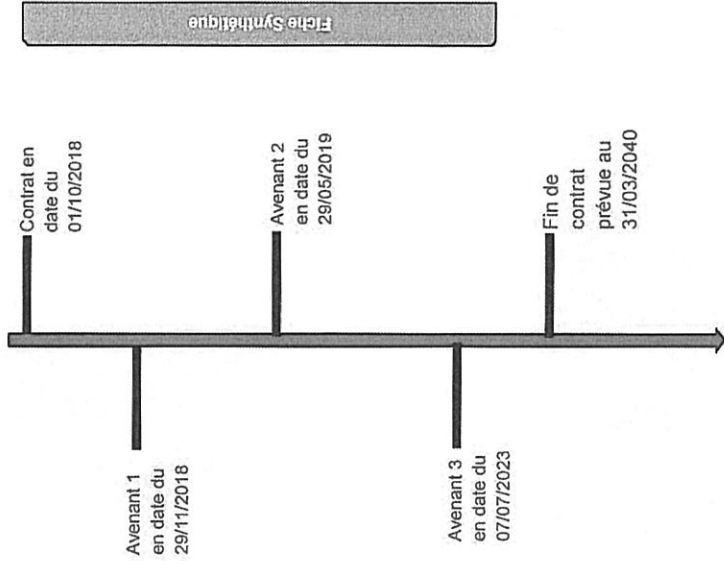 Fiche Synthétique
Contrat en
date du
01/10/2018
Avenant 1
en date du
29/11/2018
Avenant 2
en date du
29/05/2019
Avenant 3
en date du
07/07/2023
Fin de
contrat
prévue au
31/03/2040